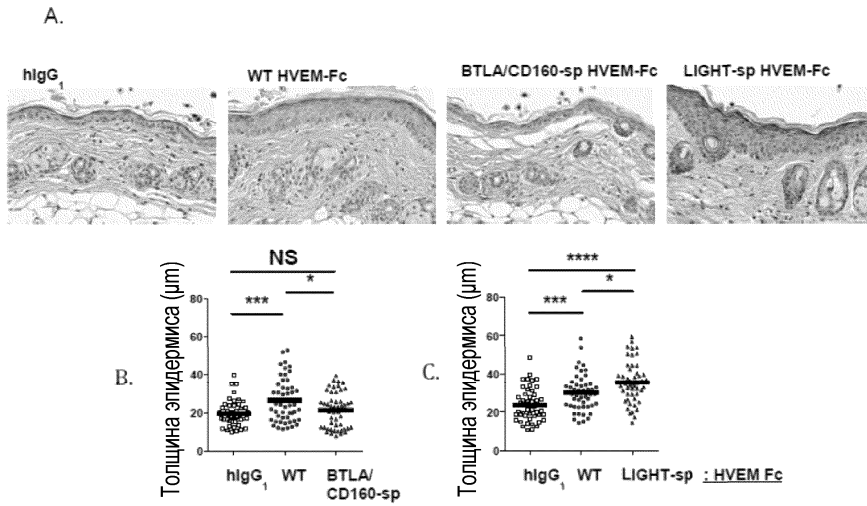 A.
hIgG1
WT HVEM-Fc
BTLA/CD160-sp HVEM-Fc
LIGHT-sp HVEM-Fc
B.
Толщина эпидермиса (µm)
NS
***
*
80
60
40
20
0
hIgG1 WT BTLA/
CD160-sp
C.
Толщина эпидермиса (µm)
****
***
*
80
60
40
20
0
hIgG1 WT LIGHT-sp : HVEM Fc